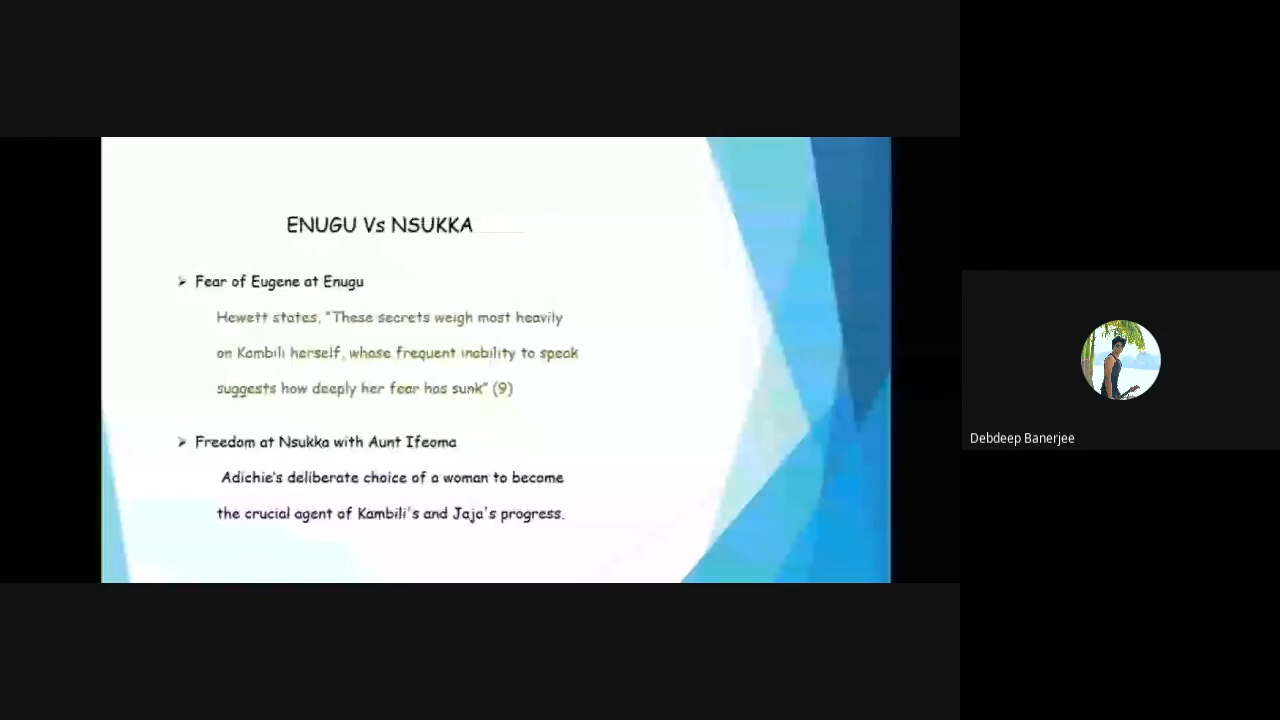 ENUGU Vs NSUKKA
Fear of Eugene at Enugu
Hewett states, "These secrets weigh most heavily
on Kambili herself, whose frequent inability to speak
suggests how deeply her fear has sunk" (9)
Freedom at Nsukka with Aunt Ifeoma
Adichie's deliberate choice of a woman to become
the crucial agent of Kambili's and Jaja's progress.
Debdeep Banerjee